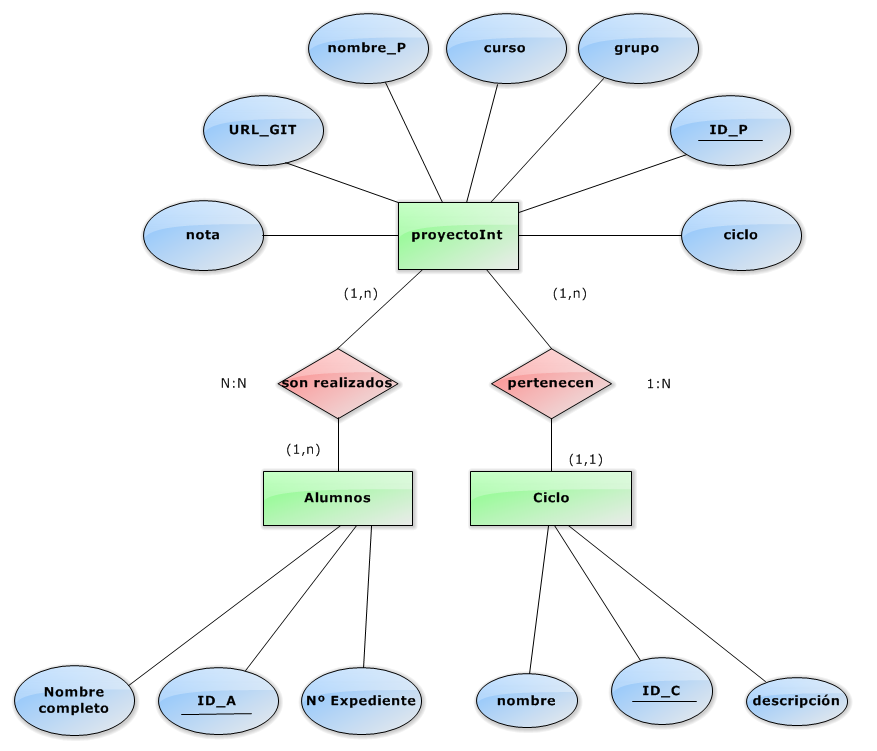 nombre_P
curso
grupo
URL_GIT
ID_P
nota
proyectoInt
ciclo
(1,n)
(1,n)
N:N
son realizados
pertenecen
1:N
(1,n)
(1,1)
Alumnos
Ciclo
Nombre
completo
ID_A
Nº Expediente
nombre
ID_C
descripción